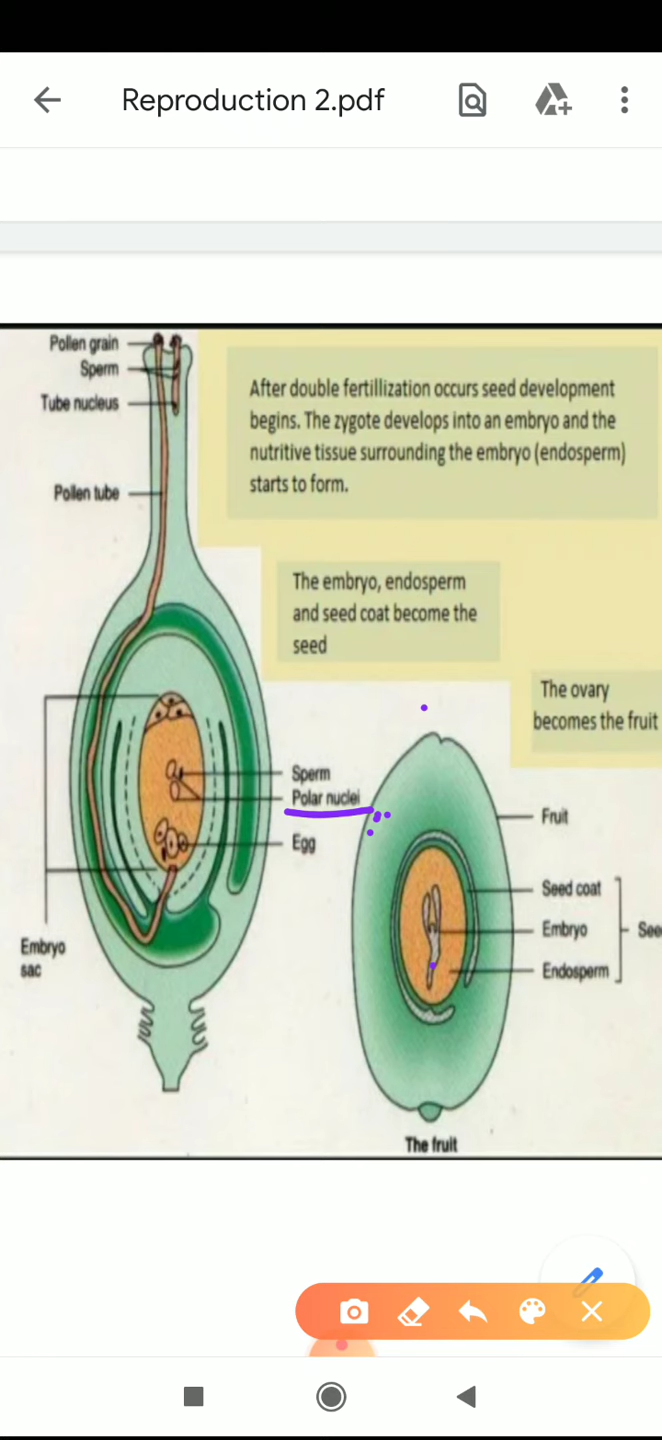 Reproduction 2.pdf
Pollen grain
Sperm
Tube nucleus
Pollen tube
After double fertillization occurs seed development
begins. The zygote develops into an embryo and the
nutritive tissue surrounding the embryo (endosperm)
starts to form.
The embryo, endosperm
and seed coat become the
seed
The ovary
becomes the fruit
Sperm
Polar nuclei
Egg
Embryo
sac
Fruit
Seed coat
Embryo
Endosperm
See
The fruit